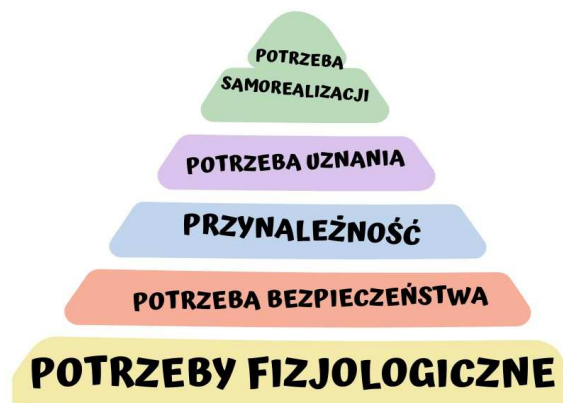 POTRZEBA
SAMOREALIZACJI
POTRZEBA UZNANIA
PRZYNALEŻNOŚĆ
POTRZEBA BEZPIECZEŃSTWA
POTRZEBY FIZJOLOGICZNE